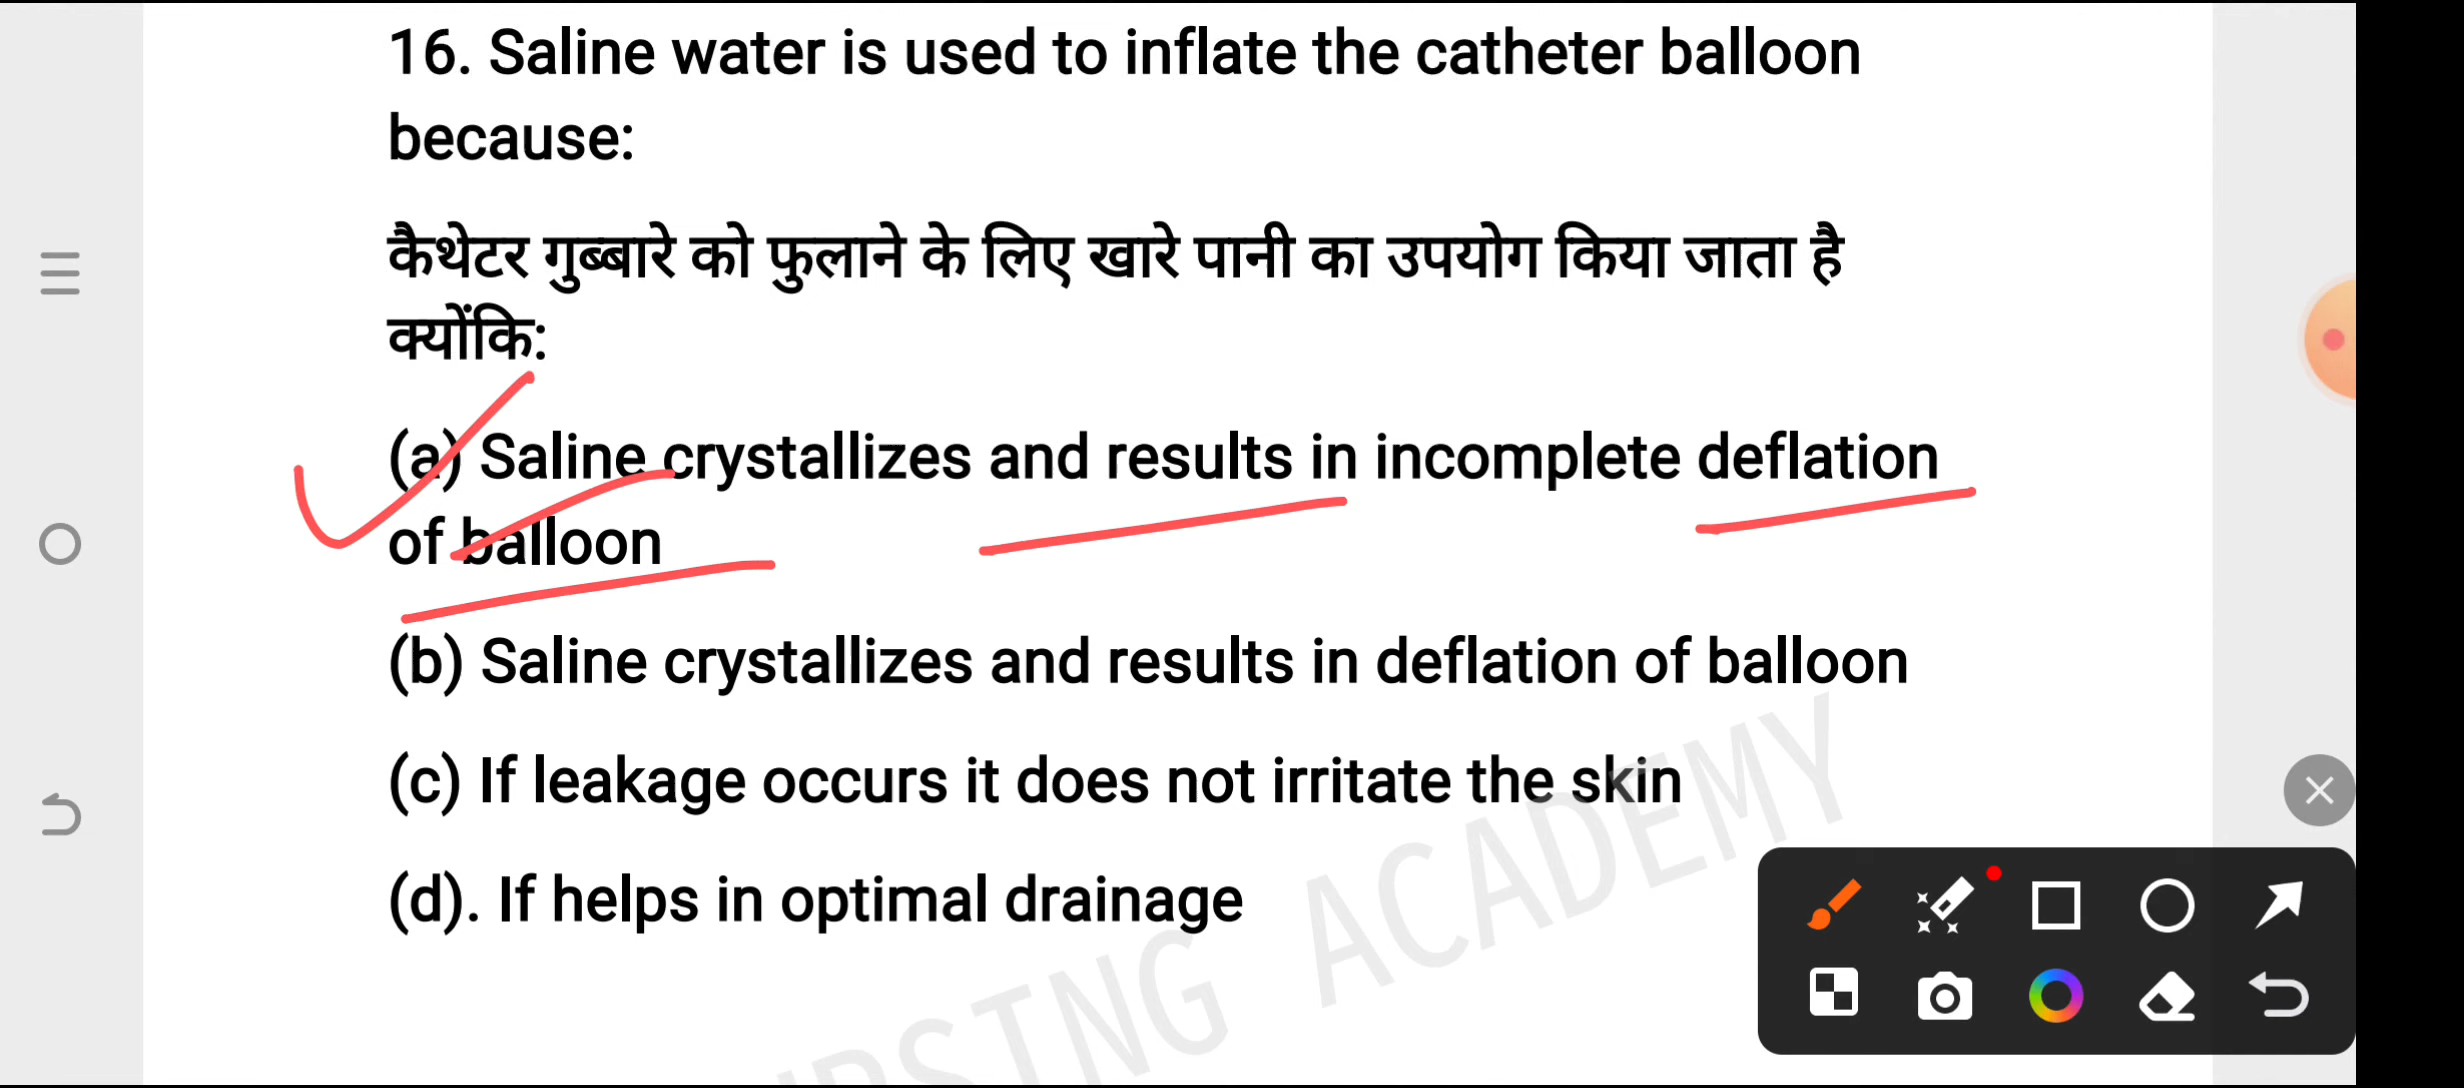 16. Saline water is used to inflate the catheter balloon
because:
कैथेटर गुब्बारे को फुलाने के लिए खारे पानी का उपयोग किया जाता है
क्योंकि:
(a) Saline crystallizes and results in incomplete deflation
of balloon
(b) Saline crystallizes and results in deflation of balloon
(c) If leakage occurs it does not irritate the skin
(d). If helps in optimal drainage
ACADEMY